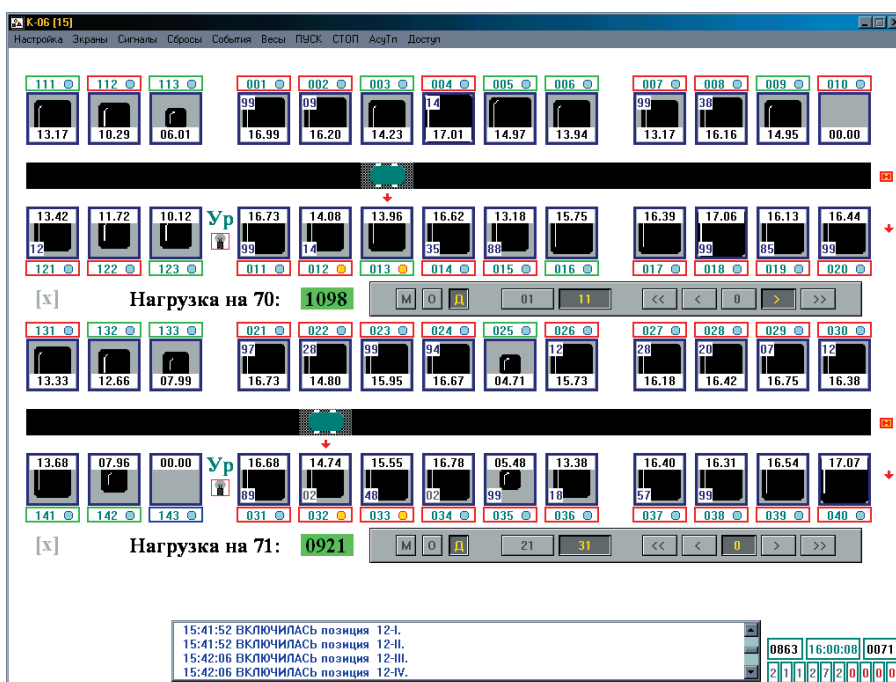 K-06 [15]
Настройка Экраны Сигналы Сбросы События Весы ПУСК СТОП АсуТп Доступ
111 112 113 001 002 003 004 005 006 007 008 009 010
99 09 14 99 38
13.17 10.29 06.01 16.99 16.20 14.23 17.01 14.97 13.94 13.17 16.16 14.95 00.00
13.42 11.72 10.12 Ур 16.73 14.08 13.96 16.62 13.18 15.75 16.39 17.06 16.13 16.44
12 99 14 35 88 99 85 99
121 122 123 011 012 013 014 015 016 017 018 019 020
[x] Нагрузка на 70: 1098 М О Д 01 11 << < 0 > >>
131 132 133 021 022 023 024 025 026 027 028 029 030
97 28 99 94 12 28 20 07 12
13.33 12.66 07.99 16.73 14.80 15.95 16.67 04.71 15.73 16.18 16.42 16.75 16.38
13.68 07.96 00.00 Ур 16.68 14.74 15.55 16.78 05.48 13.38 16.40 16.31 16.54 17.07
89 02 48 02 99 18 57 99
141 142 143 031 032 033 034 035 036 037 038 039 040
[x] Нагрузка на 71: 0921 М О Д 21 31 << < 0 > >>
15:41:52 ВКЛЮЧИЛАСЬ позиция 12-I.
15:41:52 ВКЛЮЧИЛАСЬ позиция 12-II.
15:42:06 ВКЛЮЧИЛАСЬ позиция 12-III.
15:42:06 ВКЛЮЧИЛАСЬ позиция 12-IV.
0863 16:00:08 0071
2 1 1 2 7 2 0 0 0 0